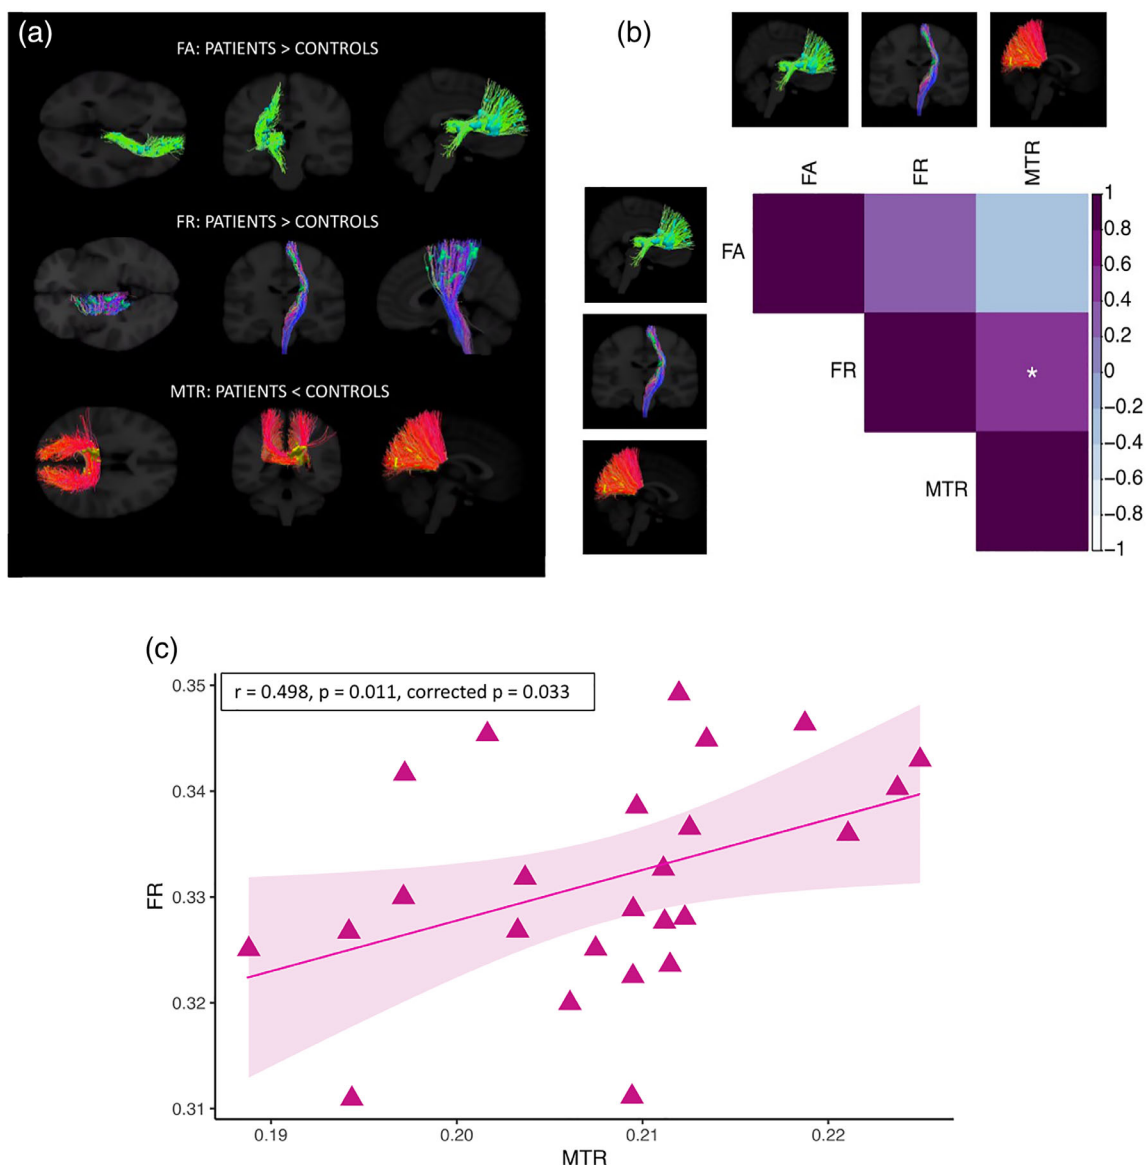 (a)
FA: PATIENTS > CONTROLS
FR: PATIENTS > CONTROLS
MTR: PATIENTS < CONTROLS
(b)
FA
FR
MTR
FA
FR
*
MTR
1
0.8
0.6
0.4
0.2
0
−0.2
−0.4
−0.6
−0.8
−1
(c)
r = 0.498, p = 0.011, corrected p = 0.033
FR
0.35
0.34
0.33
0.32
0.31
0.19 0.20 0.21 0.22
MTR